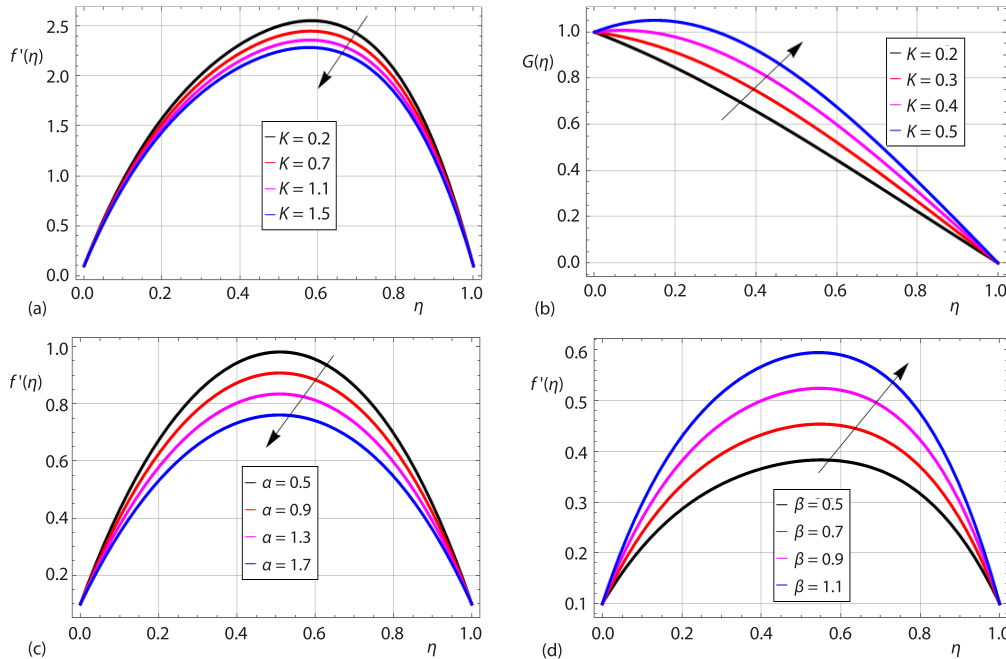 f'(η)
2.5
2.0
1.5
1.0
0.5
0.0
K = 0.2
K = 0.7
K = 1.1
K = 1.5
0.0 0.2 0.4 0.6 0.8 1.0
η
(a)
G(η)
1.0
0.8
0.6
0.4
0.2
0.0
K = 0.2
K = 0.3
K = 0.4
K = 0.5
0.0 0.2 0.4 0.6 0.8 1.0
η
(b)
f'(η)
1.0
0.8
0.6
0.4
0.2
α = 0.5
α = 0.9
α = 1.3
α = 1.7
0.0 0.2 0.4 0.6 0.8 1.0
η
(c)
f'(η)
0.6
0.5
0.4
0.3
0.2
0.1
β = 0.5
β = 0.7
β = 0.9
β = 1.1
0.0 0.2 0.4 0.6 0.8 1.0
η
(d)